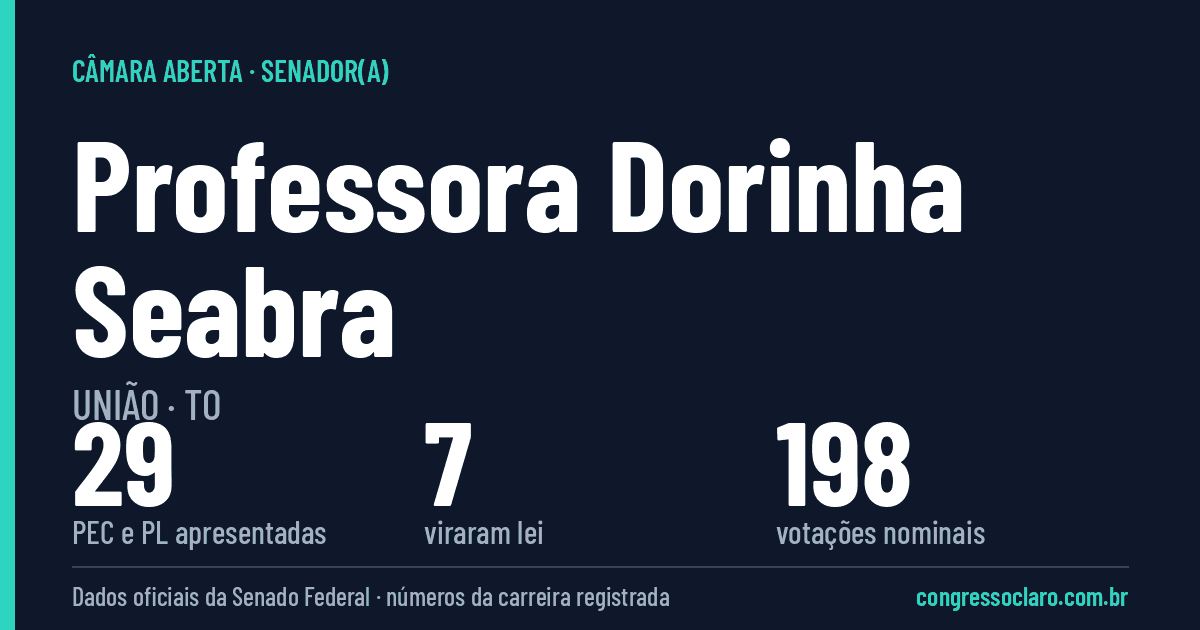 CÂMARA ABERTA · SENADOR(A)
Professora Dorinha
Seabra
UNIÃO · TO
29 7 198
PEC e PL apresentadas viraram lei votações nominais
Dados oficiais da Senado Federal · números da carreira registrada congressoclaro.com.br